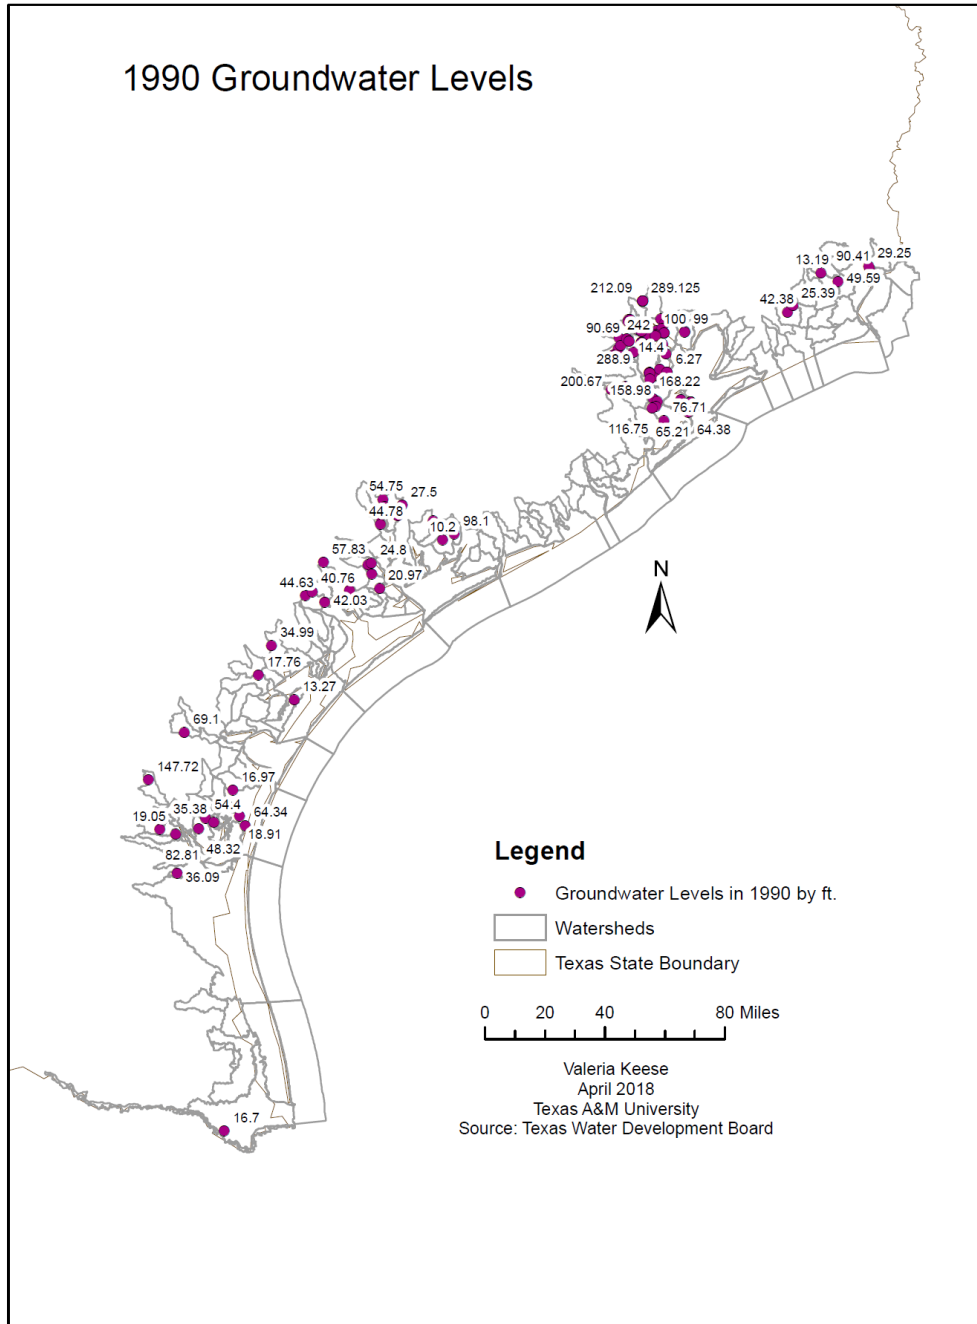 1990 Groundwater Levels
13.19 90.41 29.25
49.59
42.38 25.39
212.09 289.125
90.69 242 100 99
288.9 14.4 6.27
200.67 158.98 168.22
76.71
116.75 65.21 64.38
54.75 27.5
44.78
10.2 98.1
57.83 24.8
44.63 40.76 20.97
42.03
34.99
17.76
13.27
69.1
147.72 16.97
19.05 35.38 54.4 64.34
18.91
82.81 48.32
36.09
16.7
N
Legend
Groundwater Levels in 1990 by ft.
Watersheds
Texas State Boundary
0 20 40 80 Miles
Valeria Keese
April 2018
Texas A&M University
Source: Texas Water Development Board